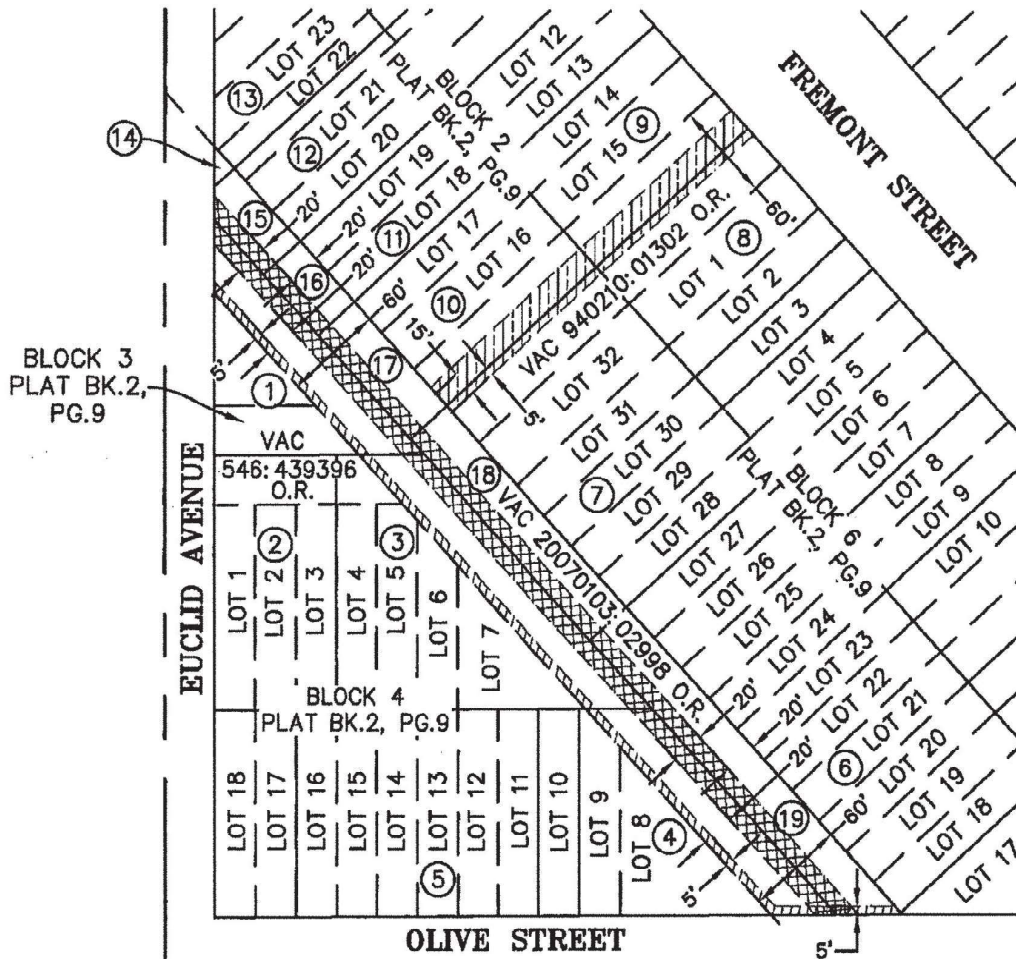 LOT 23
LOT 22
⑬
LOT 21
⑫
LOT 20
LOT 19
LOT 18
⑪
LOT 17
LOT 16
⑩
BLOCK 2
PLAT BK.2, PG.9
LOT 12
LOT 13
LOT 14
LOT 15
⑨
FREMONT STREET
⑭
⑮
20'
⑯
20'
20'
⑰
60'
15'
5'
VAC 940210: 01302 O.R.
60'
⑧
LOT 1
LOT 2
LOT 3
LOT 4
LOT 5
LOT 6
LOT 7
LOT 8
LOT 9
LOT 10
LOT 32
LOT 31
LOT 30
⑦
LOT 29
LOT 28
LOT 27
LOT 26
LOT 25
LOT 24
LOT 23
LOT 22
LOT 21
⑥
LOT 20
LOT 19
LOT 18
LOT 17
BLOCK 6
PLAT BK.2, PG.9
⑱
VAC 20070103: 02998 O.R.
20'
20'
20'
60'
⑲
5'
①
BLOCK 3
PLAT BK.2,
PG.9
VAC
546: 439396
O.R.
EUCLID AVENUE
②
③
LOT 1
LOT 2
LOT 3
LOT 4
LOT 5
LOT 6
LOT 7
BLOCK 4
PLAT BK.2, PG.9
LOT 18
LOT 17
LOT 16
LOT 15
LOT 14
LOT 13
LOT 12
LOT 11
LOT 10
LOT 9
LOT 8
④
⑤
5'
OLIVE STREET
5'